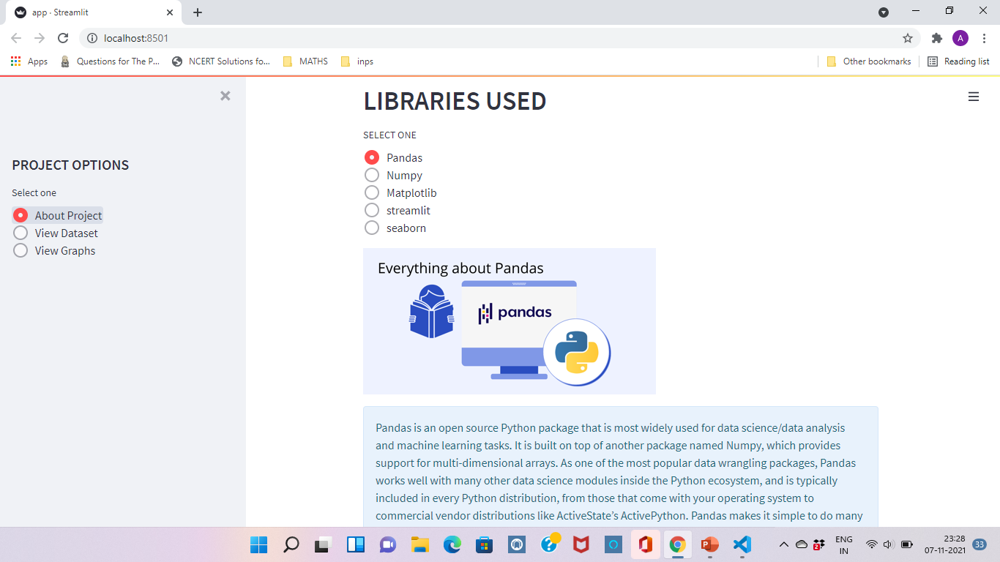 app · Streamlit
localhost:8501
A
Apps
Questions for The P...
NCERT Solutions fo...
MATHS
inps
Other bookmarks
Reading list
PROJECT OPTIONS
Select one
About Project
View Dataset
View Graphs
LIBRARIES USED
SELECT ONE
Pandas
Numpy
Matplotlib
streamlit
seaborn
Everything about Pandas
pandas
Pandas is an open source Python package that is most widely used for data science/data analysis
and machine learning tasks. It is built on top of another package named Numpy, which provides
support for multi-dimensional arrays. As one of the most popular data wrangling packages, Pandas
works well with many other data science modules inside the Python ecosystem, and is typically
included in every Python distribution, from those that come with your operating system to
commercial vendor distributions like ActiveState’s ActivePython. Pandas makes it simple to do many
2
ENG
IN
23:28
07-11-2021
33